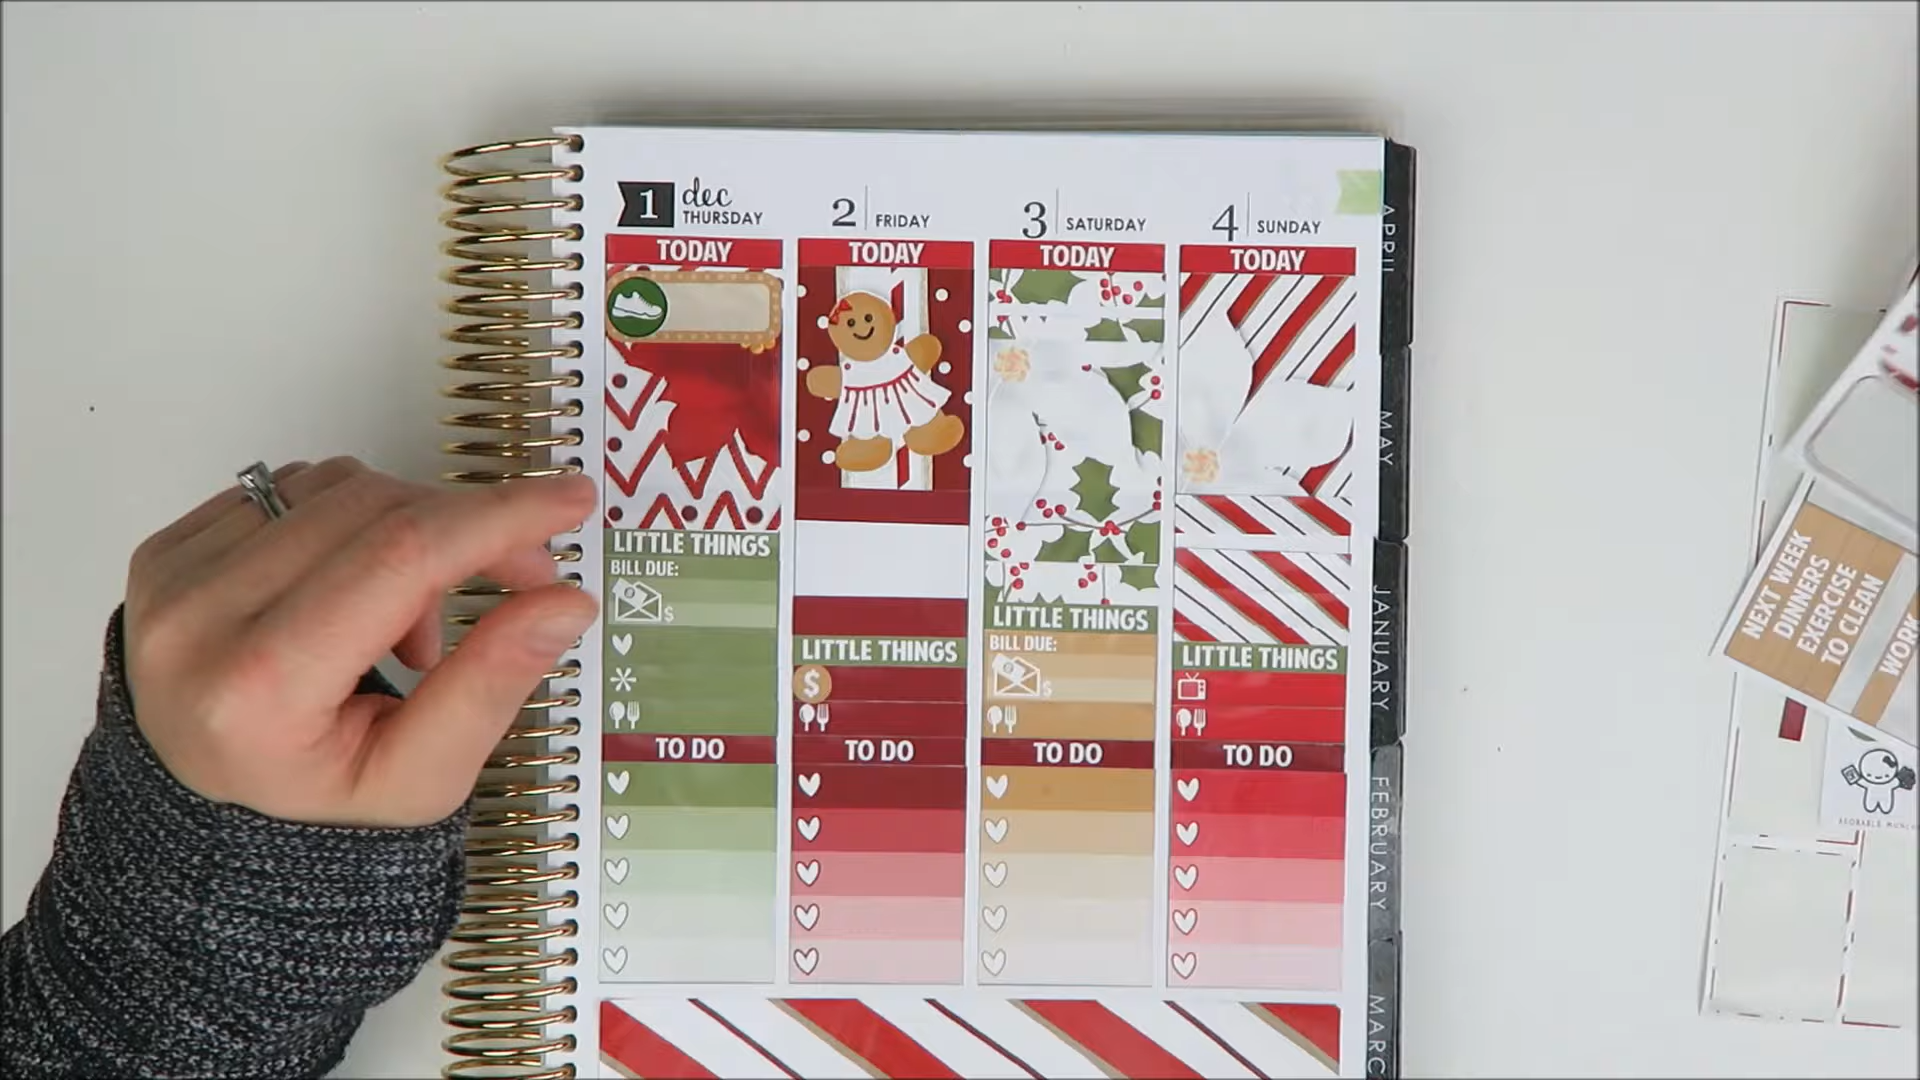 1 dec THURSDAY
2 FRIDAY
3 SATURDAY
4 SUNDAY
TODAY
TODAY
TODAY
TODAY
LITTLE THINGS
BILL DUE:
$
LITTLE THINGS
$
LITTLE THINGS
BILL DUE:
$
LITTLE THINGS
TO DO
TO DO
TO DO
TO DO
APRIL
MAY
JANUARY
FEBRUARY
MARC
NEXT WEEK
DINNERS
EXERCISE
TO CLEAN
WORK